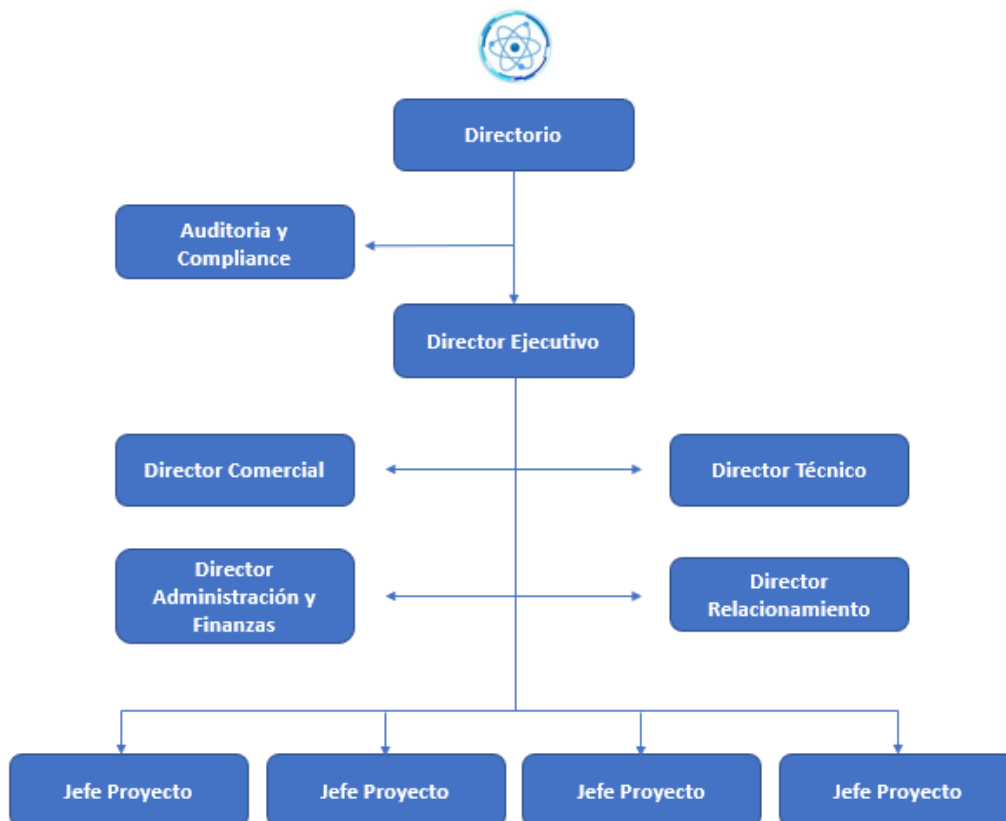 Directorio
Auditoria y
Compliance
Director Ejecutivo
Director Comercial
Director Técnico
Director
Administración y
Finanzas
Director
Relacionamiento
Jefe Proyecto
Jefe Proyecto
Jefe Proyecto
Jefe Proyecto